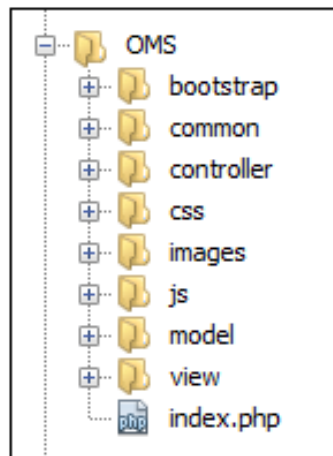 OMS
bootstrap
common
controller
css
images
js
model
view
index.php